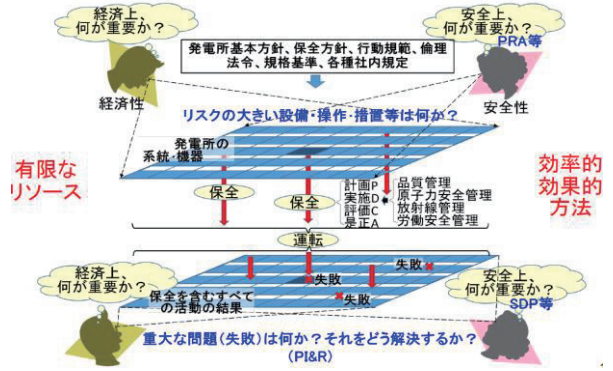 経済上、
何が重要か？
安全上、
何が重要か？
PRA等
発電所基本方針、保全方針、行動規範、倫理
法令、規格基準、各種社内規定
経済性
安全性
リスクの大きい設備・操作・措置等は何か？
発電所の
系統・機器
有限な
リソース
効率的
効果的
方法
保全
保全
計画P
実施D
評価C
是正A
品質管理
原子力安全管理
放射線管理
労働安全管理
運転
経済上、
何が重要か？
安全上、
何が重要か？
SDP等
失敗
失敗
失敗
保全を含むすべて
の活動の結果
重大な問題（失敗）は何か？それをどう解決するか？
(PI&R)